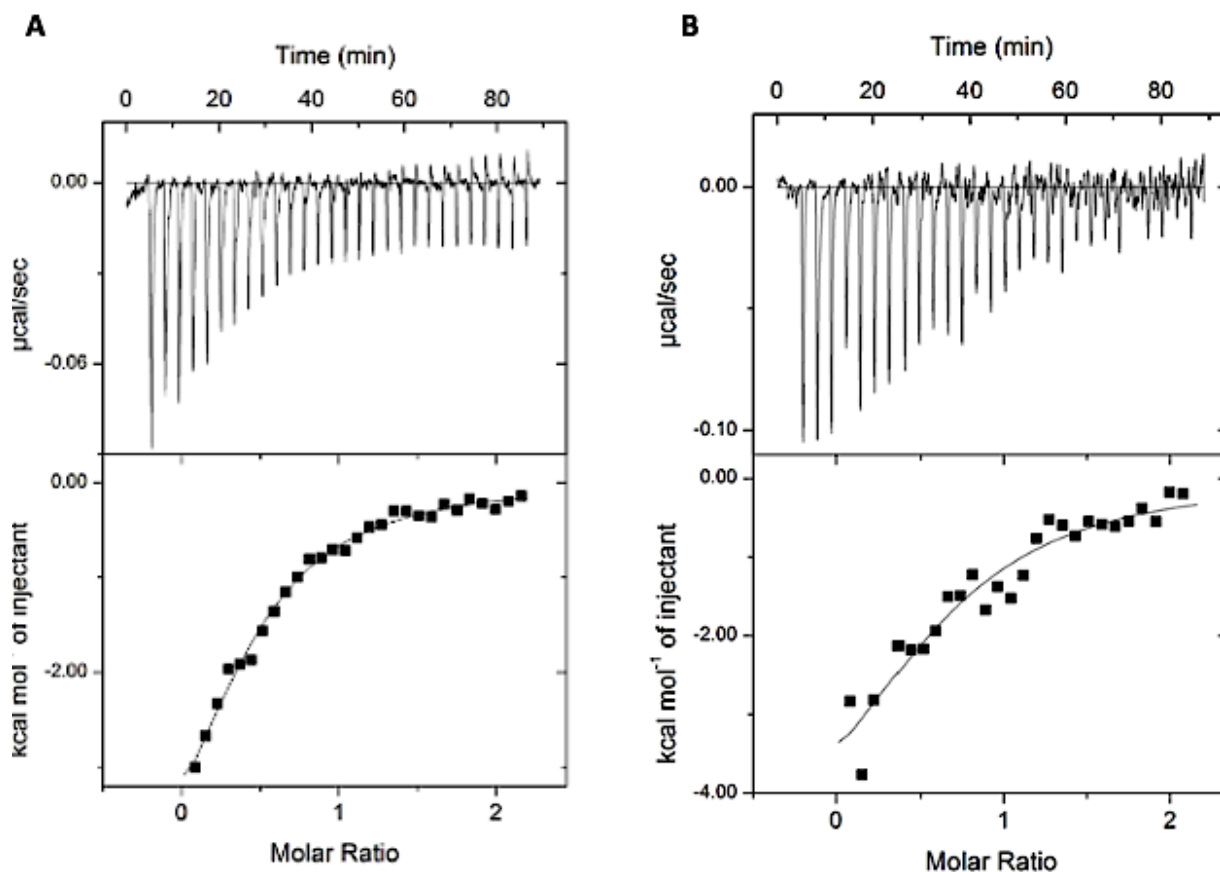 A
Time (min)
0 20 40 60 80
0.00
-0.06
µcal/sec
0.00
-2.00
kcal mol⁻¹ of injectant
0 1 2
Molar Ratio
B
Time (min)
0 20 40 60 80
0.00
-0.10
µcal/sec
0.00
-2.00
-4.00
kcal mol⁻¹ of injectant
0 1 2
Molar Ratio